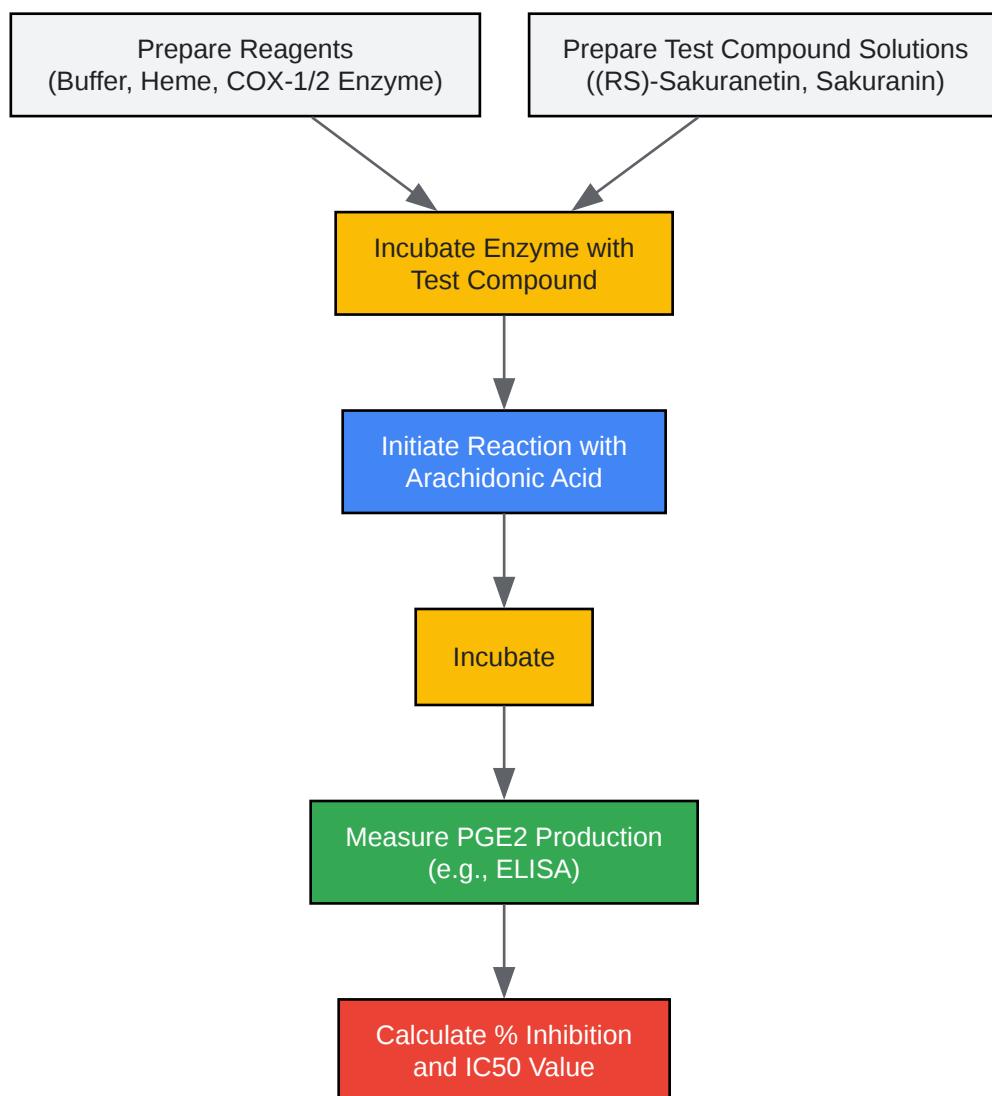 Prepare Reagents
(Buffer, Heme, COX-1/2 Enzyme)
Prepare Test Compound Solutions
((RS)-Sakuranetin, Sakuranin)
Incubate Enzyme with
Test Compound
Initiate Reaction with
Arachidonic Acid
Incubate
Measure PGE2 Production
(e.g., ELISA)
Calculate % Inhibition
and IC50 Value